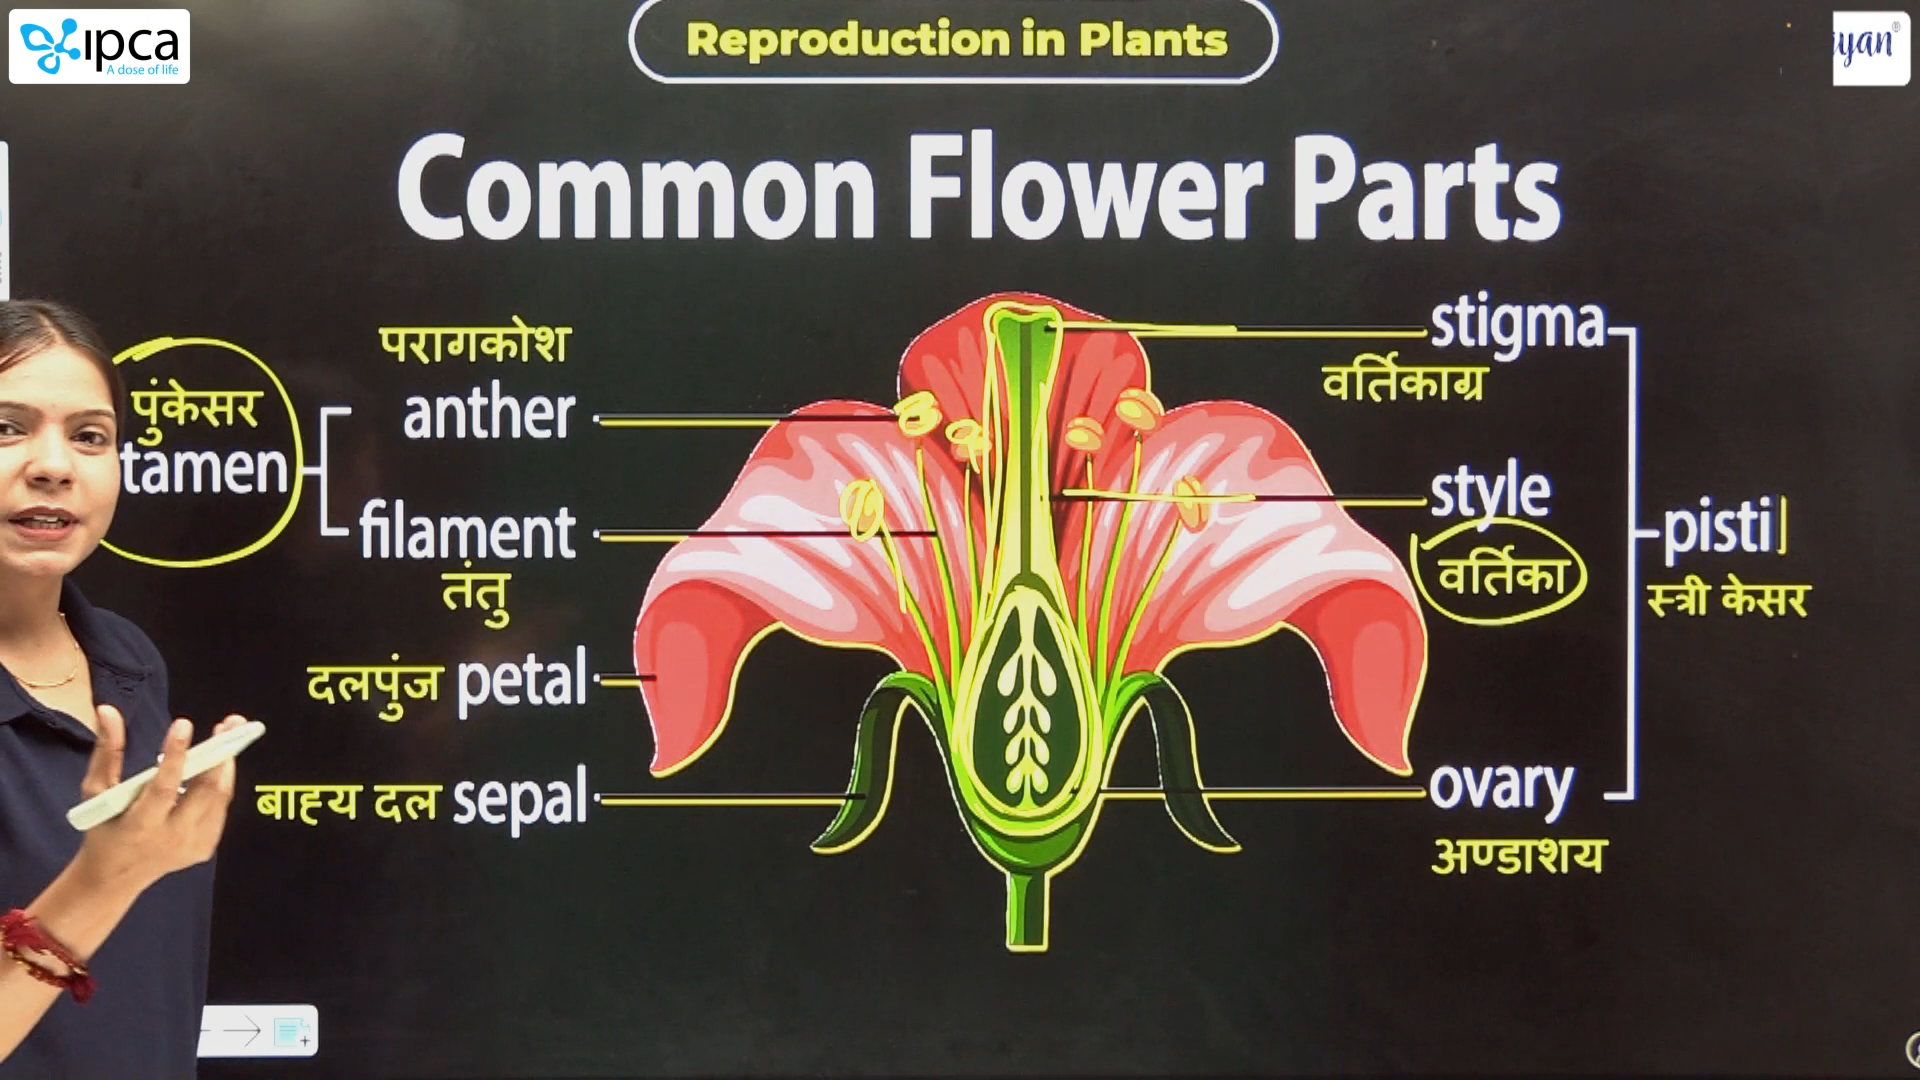 ipca
A dose of life
Reproduction in Plants
yan®
Common Flower Parts
परागकोश
anther
पुंकेसर
tamen
filament
तंतु
दलपुंज petal
बाह्य दल sepal
stigma
वर्तिकाग्र
style
वर्तिका
pistil
स्त्री केसर
ovary
अण्डाशय